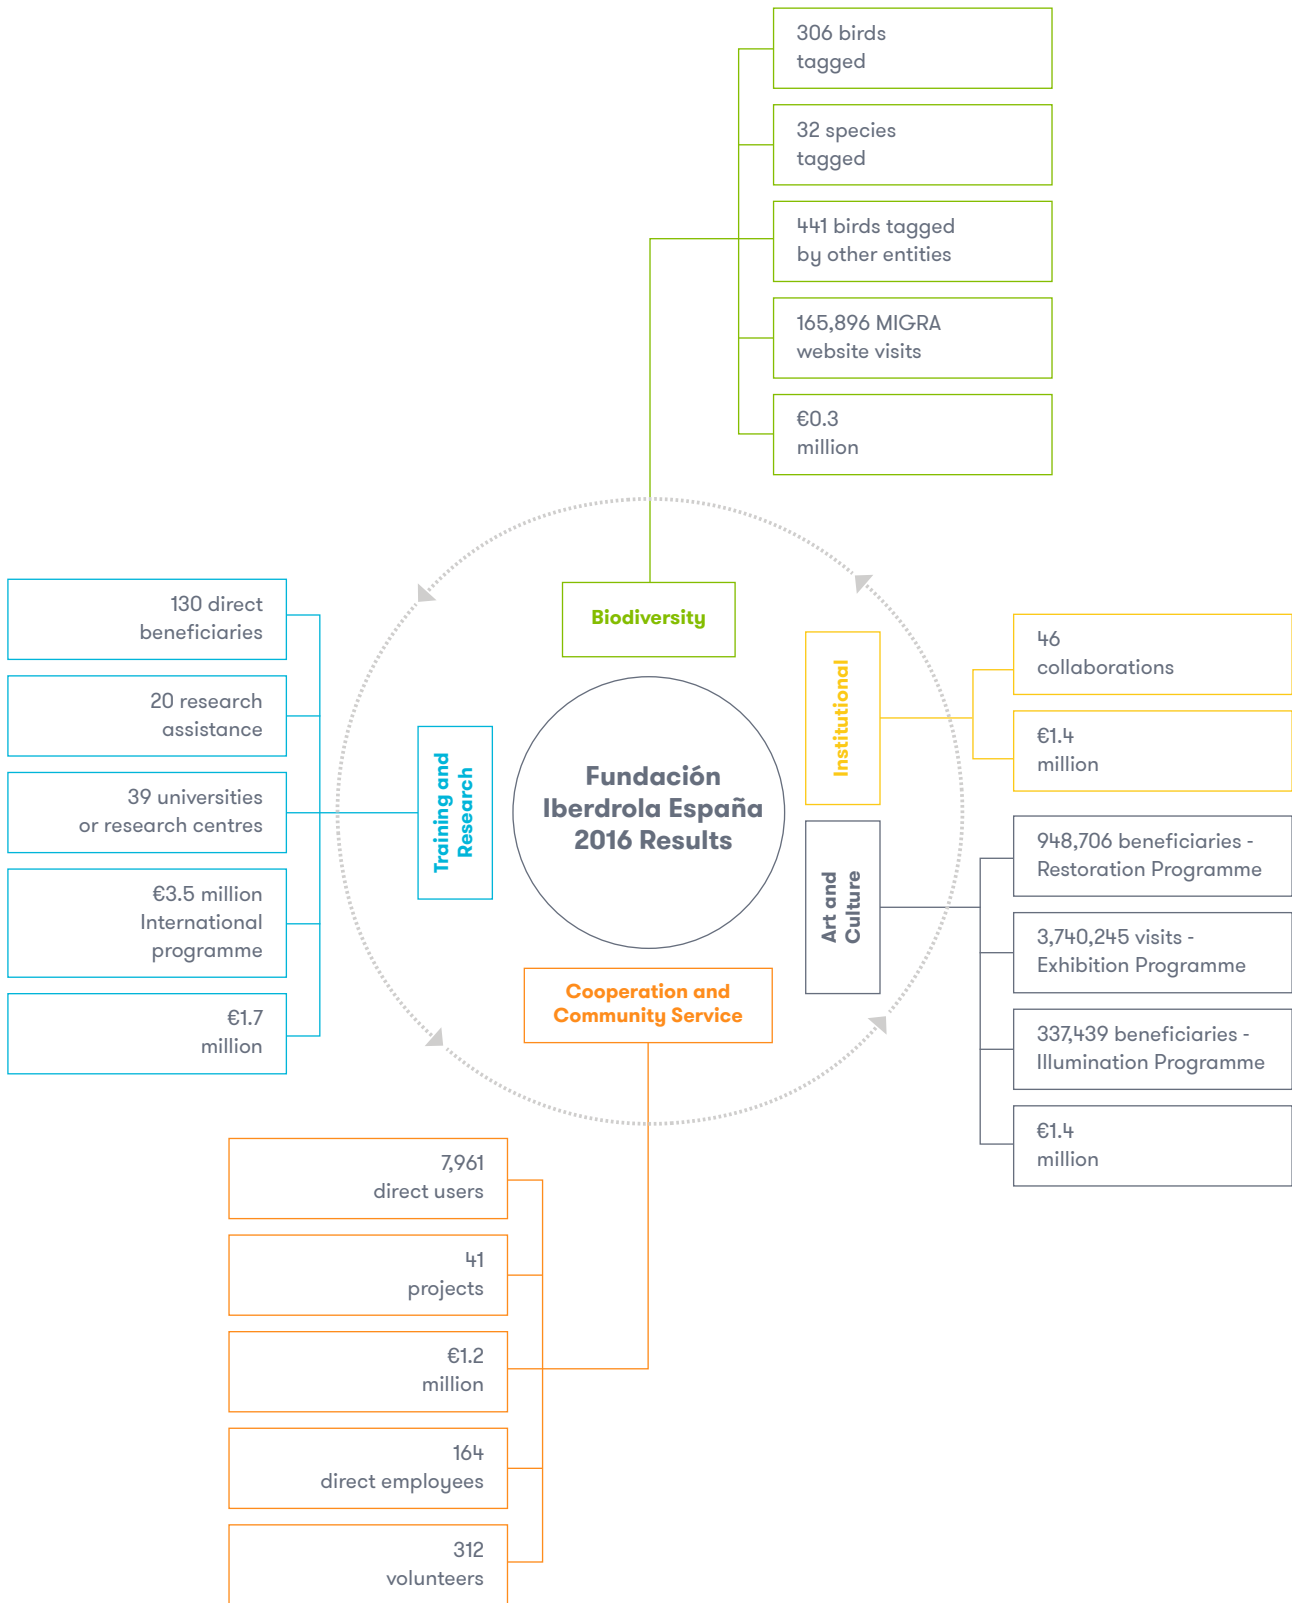 306 birds
tagged
32 species
tagged
441 birds tagged
by other entities
165,896 MIGRA
website visits
€0.3
million
Biodiversity
130 direct
beneficiaries
20 research
assistance
39 universities
or research centres
€3.5 million
International
programme
€1.7
million
Training and
Research
Fundación
Iberdrola España
2016 Results
Institutional
46
collaborations
€1.4
million
Art and
Culture
948,706 beneficiaries -
Restoration Programme
3,740,245 visits -
Exhibition Programme
337,439 beneficiaries -
Illumination Programme
€1.4
million
Cooperation and
Community Service
7,961
direct users
41
projects
€1.2
million
164
direct employees
312
volunteers